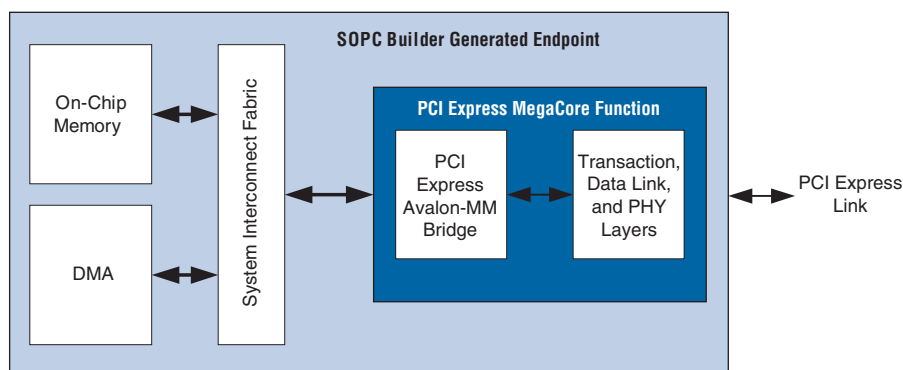 SOPC Builder Generated Endpoint
On-Chip
Memory
DMA
System Interconnect Fabric
PCI Express MegaCore Function
PCI
Express
Avalon-MM
Bridge
Transaction,
Data Link,
and PHY
Layers
PCI Express
Link